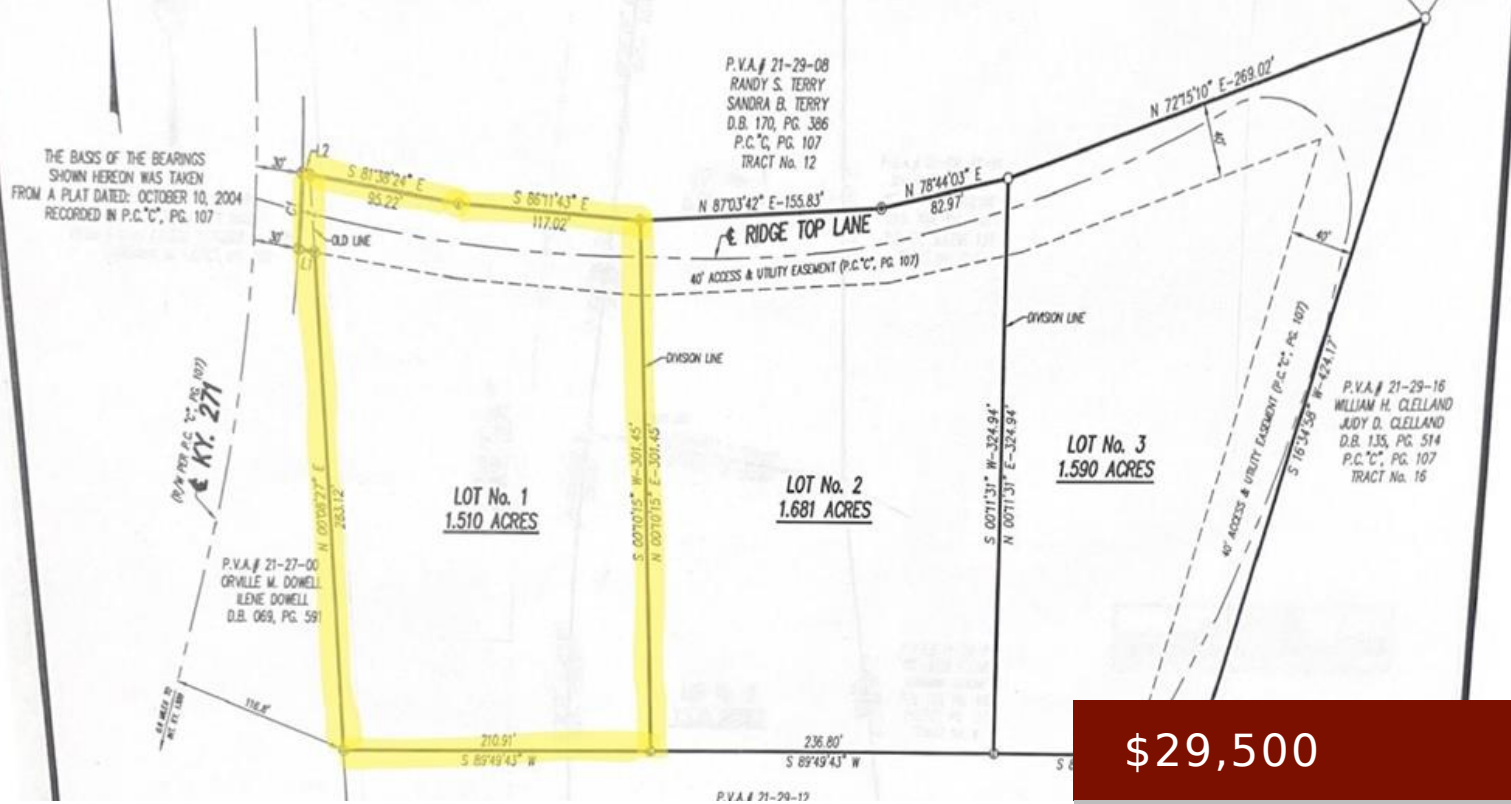 P.V.A.# 21-29-08
RANDY S. TERRY
SANDRA B. TERRY
D.B. 170, PG. 386
P.C."C", PG. 107
TRACT No. 12
N 72°15'10" E-269.02'
40'
THE BASIS OF THE BEARINGS
SHOWN HEREON WAS TAKEN
FROM A PLAT DATED: OCTOBER 10, 2004
RECORDED IN P.C."C", PG. 107
30'
L2
S 81°38'24" E
95.22'
S 86°11'43" E
117.02'
N 87°03'42" E-155.83'
N 78°44'03" E
82.97'
C1
30'
L1
OLD LINE
℄ RIDGE TOP LANE
40' ACCESS & UTILITY EASEMENT (P.C."C", PG. 107)
40'
DIVISION LINE
DIVISION LINE
(R/W PER P.C. "C", PG. 107)
℄ KY. 271
N 00°08'27" E
283.12'
S 00°10'15" W-301.45'
N 00°10'15" E-301.45'
S 00°11'31" W-324.94'
N 00°11'31" E-324.94'
40' ACCESS & UTILITY EASEMENT (P.C."C", PG. 107)
S 16°34'58" W-424.17'
P.V.A.# 21-29-16
WILLIAM H. CLELLAND
JUDY D. CLELLAND
D.B. 135, PG. 514
P.C."C", PG. 107
TRACT No. 16
LOT No. 1
1.510 ACRES
LOT No. 2
1.681 ACRES
LOT No. 3
1.590 ACRES
P.V.A.# 21-27-00
ORVILLE M. DOWELL
ILENE DOWELL
D.B. 069, PG. 591
116.8'
210.91'
S 89°49'43" W
236.80'
S 89°49'43" W
S 8
P.V.A.# 21-29-12
$29,500